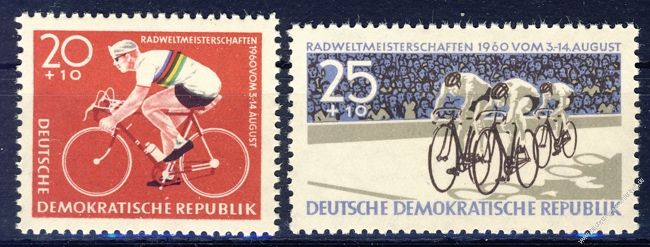 20
+ 10
RADWELTMEISTERSCHAFTEN
1960 VOM 3.-14. AUGUST
DEUTSCHE
DEMOKRATISCHE REPUBLIK
RADWELTMEISTERSCHAFTEN 1960 VOM 3.-14. AUGUST
25
+ 10
DEUTSCHE DEMOKRATISCHE REPUBLIK